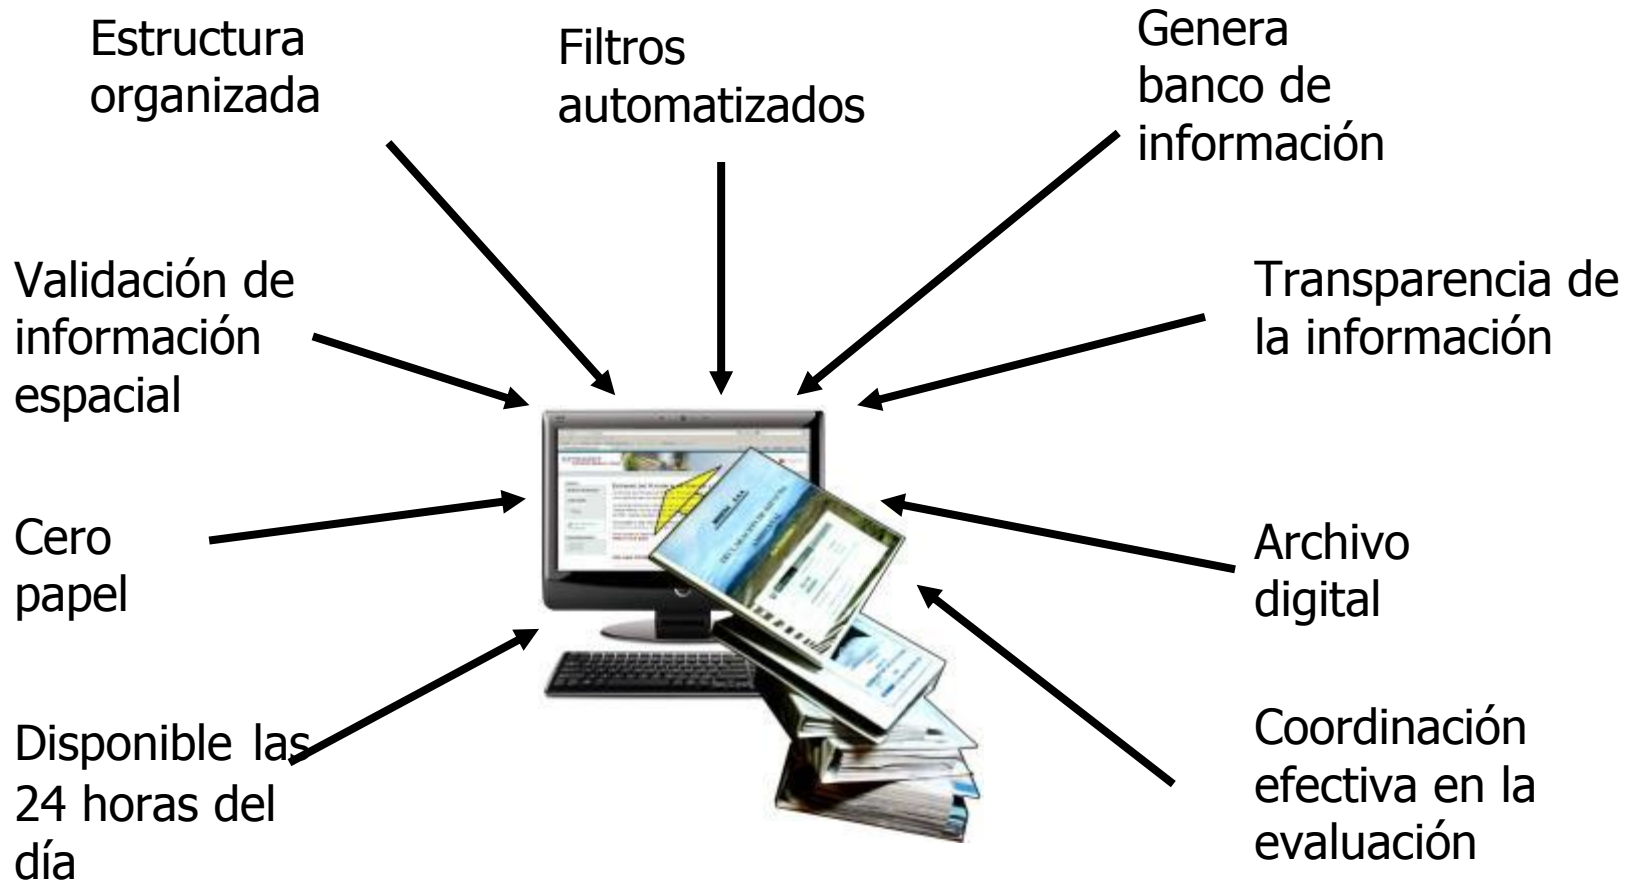 Estructura
organizada
Filtros
automatizados
Genera
banco de
información
Validación de
información
espacial
Transparencia de
la información
Cero
papel
Archivo
digital
Disponible las
24 horas del
día
Coordinación
efectiva en la
evaluación